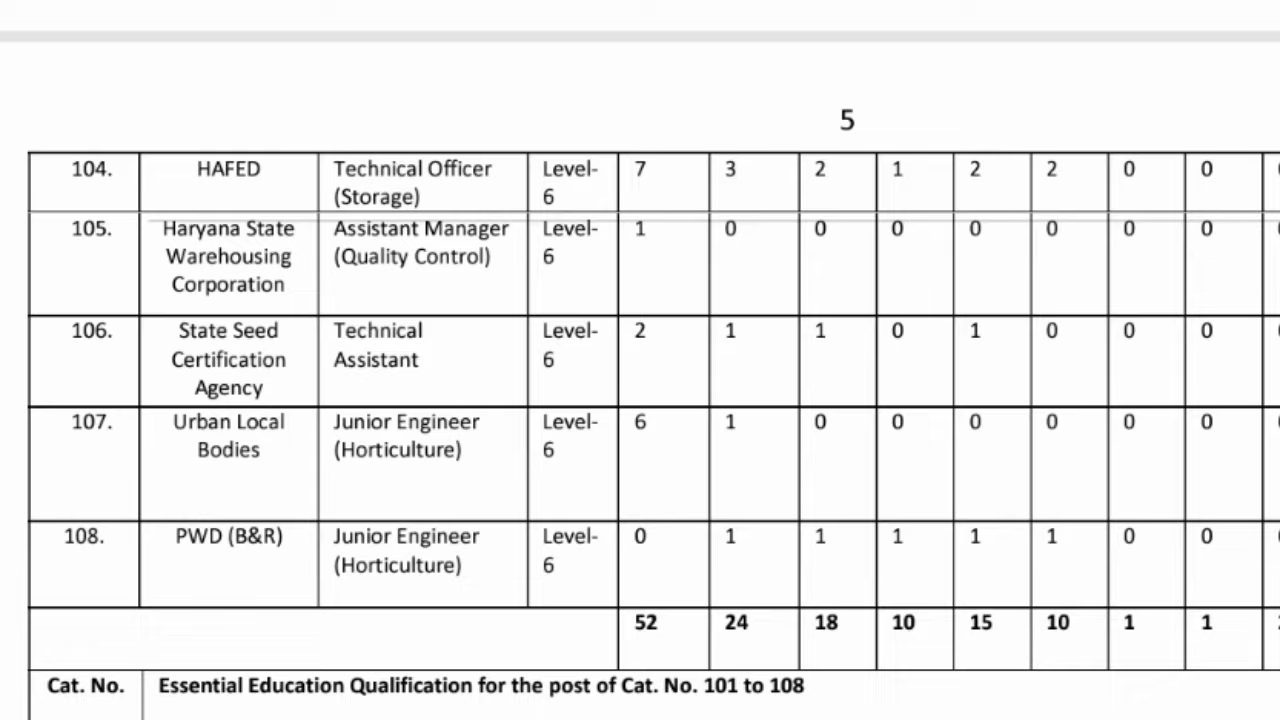 5
104. HAFED Technical Officer Level- 7 3 2 1 2 2 0 0
(Storage) 6
105. Haryana State Assistant Manager Level- 1 0 0 0 0 0 0 0
Warehousing (Quality Control) 6
Corporation
106. State Seed Technical Level- 2 1 1 0 1 0 0 0
Certification Assistant 6
Agency
107. Urban Local Junior Engineer Level- 6 1 0 0 0 0 0 0
Bodies (Horticulture) 6
108. PWD (B&R) Junior Engineer Level- 0 1 1 1 1 1 0 0
(Horticulture) 6
52 24 18 10 15 10 1 1
Cat. No. Essential Education Qualification for the post of Cat. No. 101 to 108